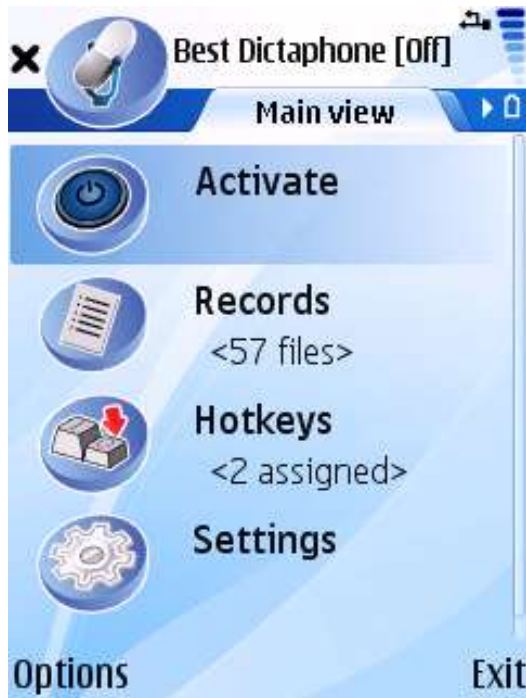 Best Dictaphone [Off]
Main view
Activate
Records
<57 files>
Hotkeys
<2 assigned>
Settings
Options Exit